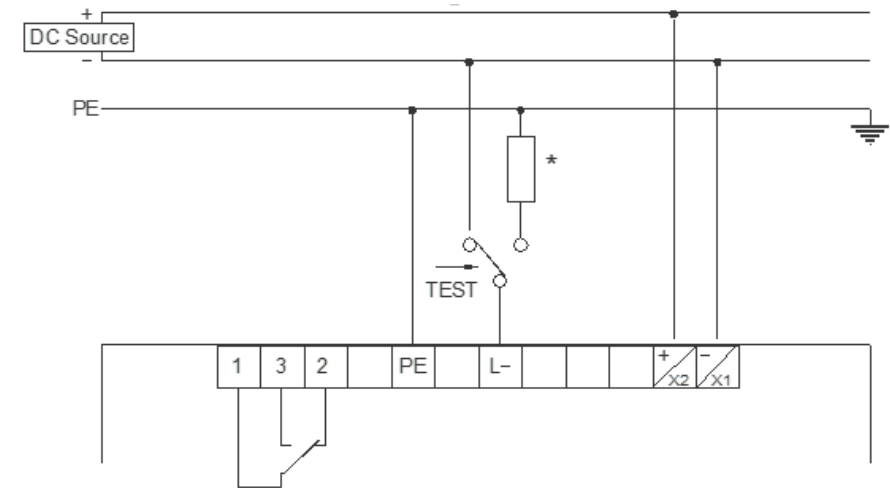 +
DC Source
−
PE
*
TEST
1 3 2 PE L− + X2 − X1